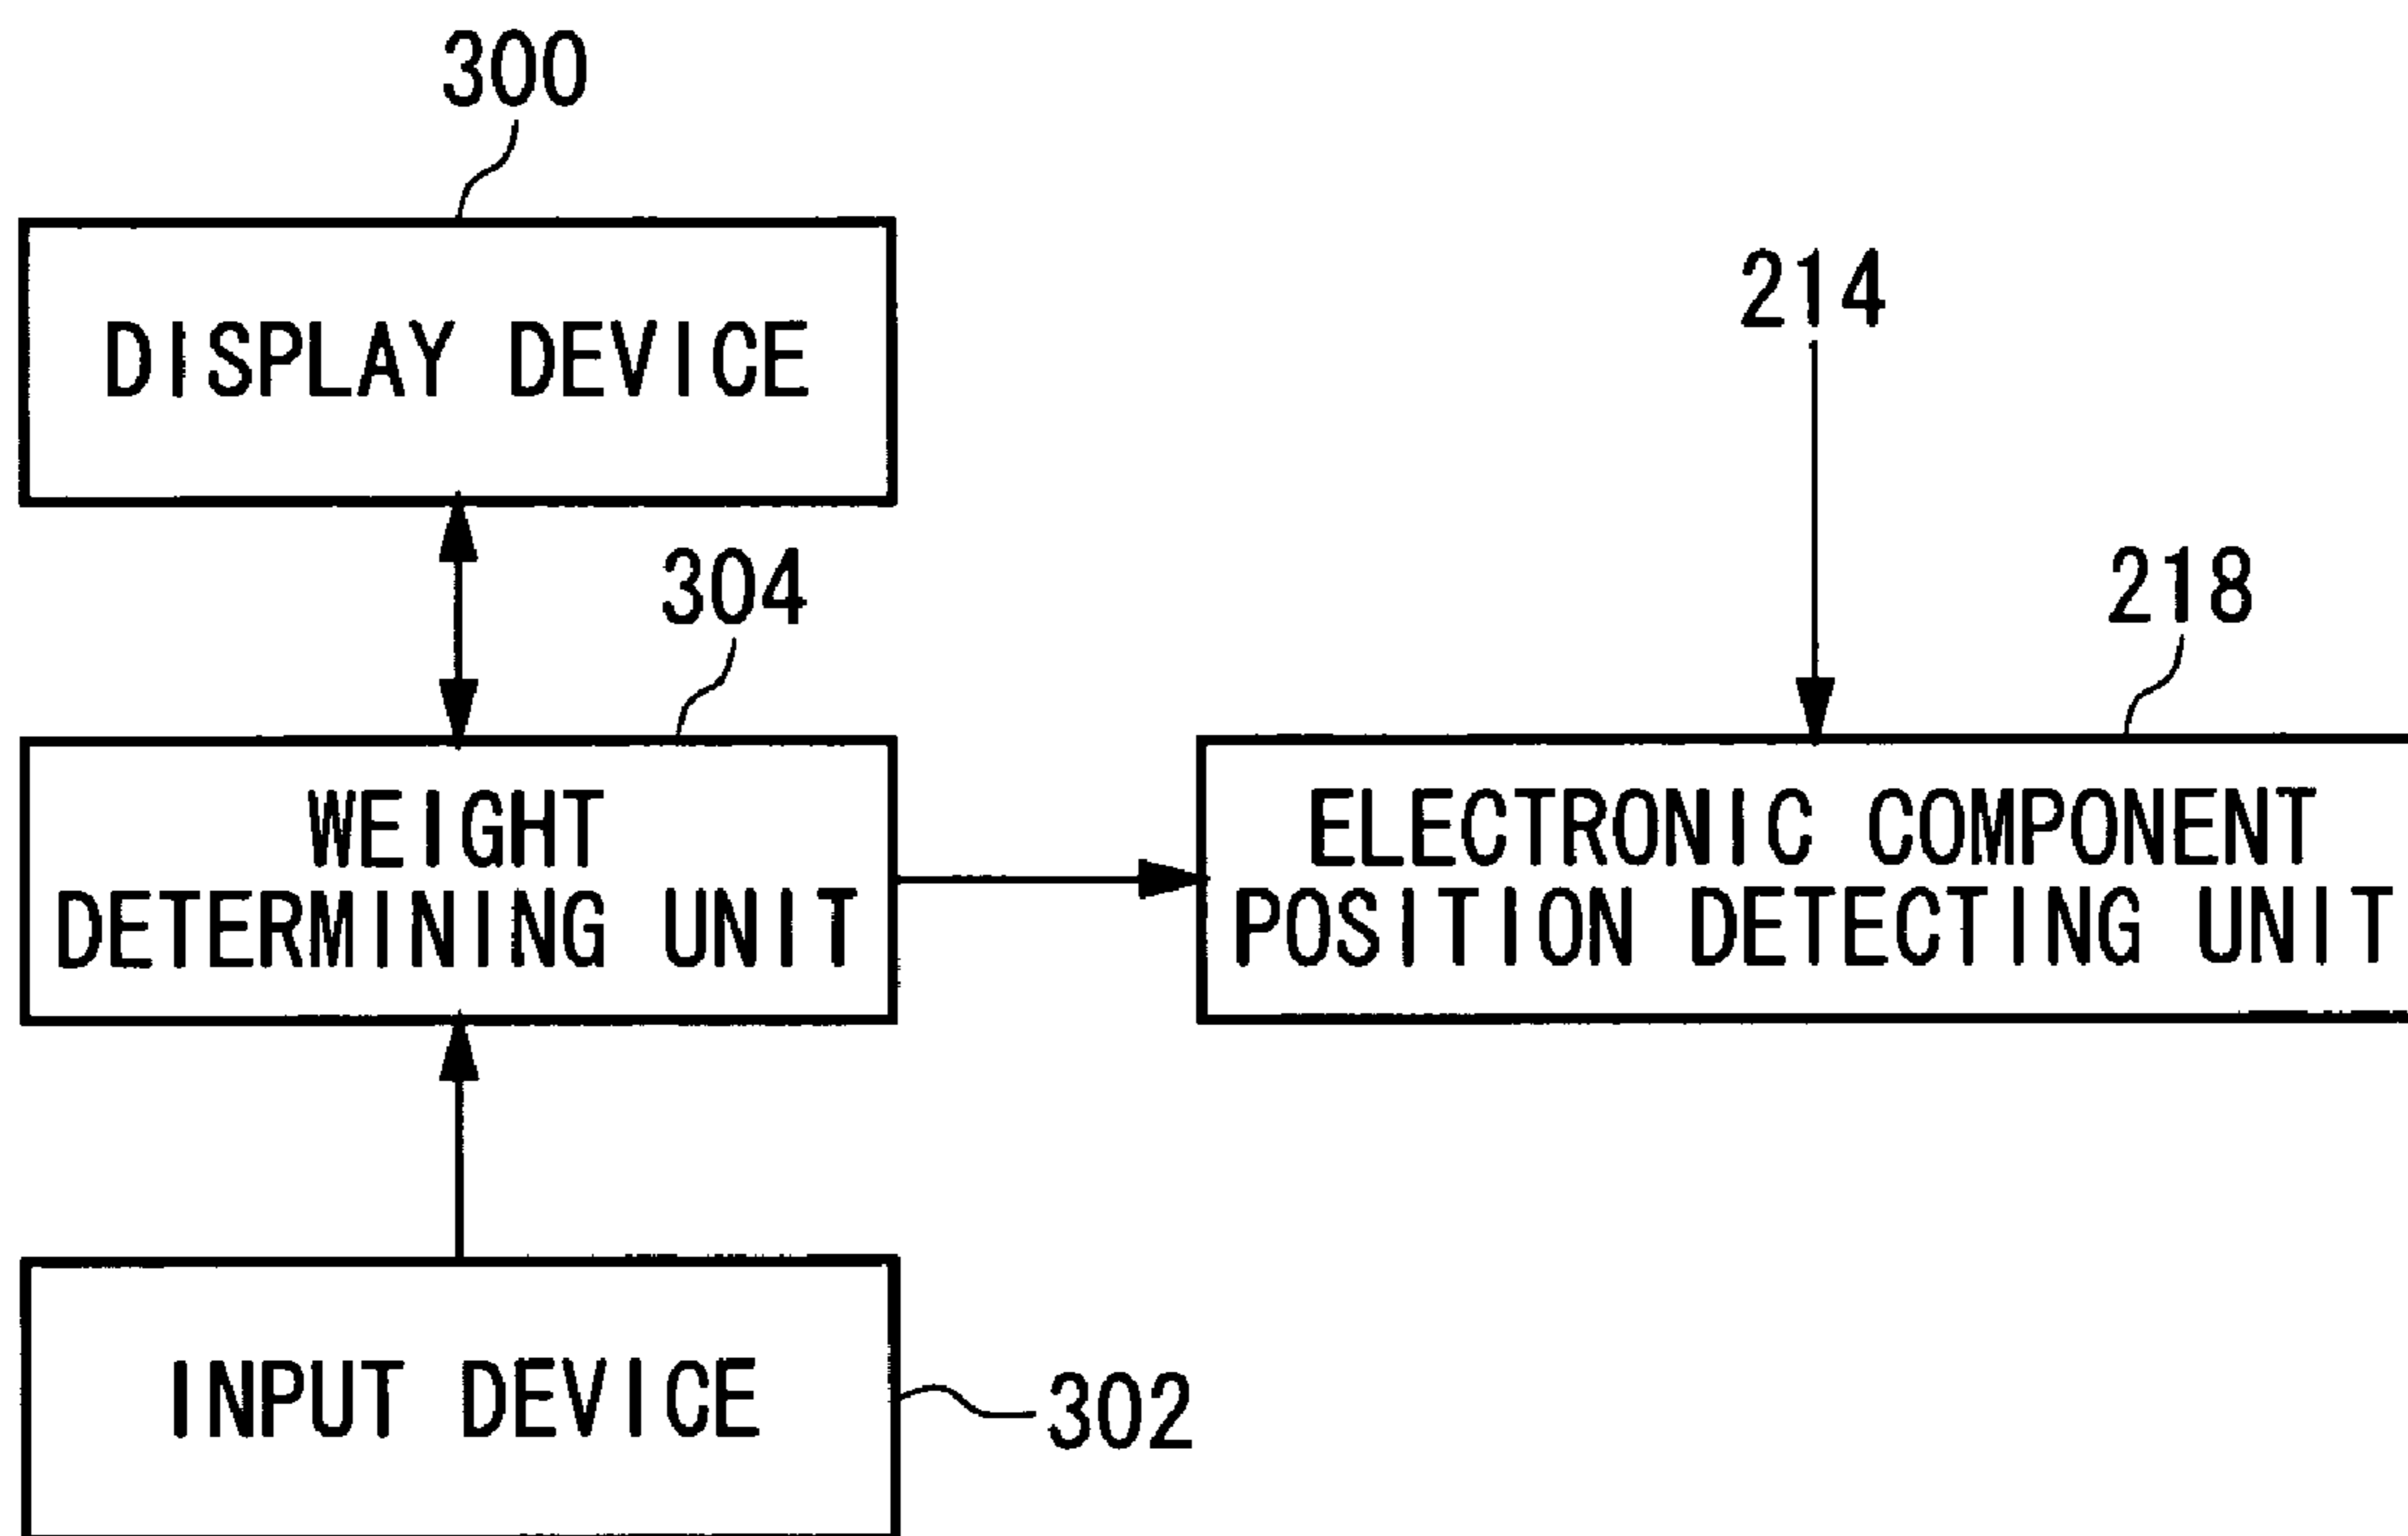 300
DISPLAY DEVICE
214
304
218
WEIGHT
DETERMINING UNIT
ELECTRONIC COMPONENT
POSITION DETECTING UNIT
INPUT DEVICE
302